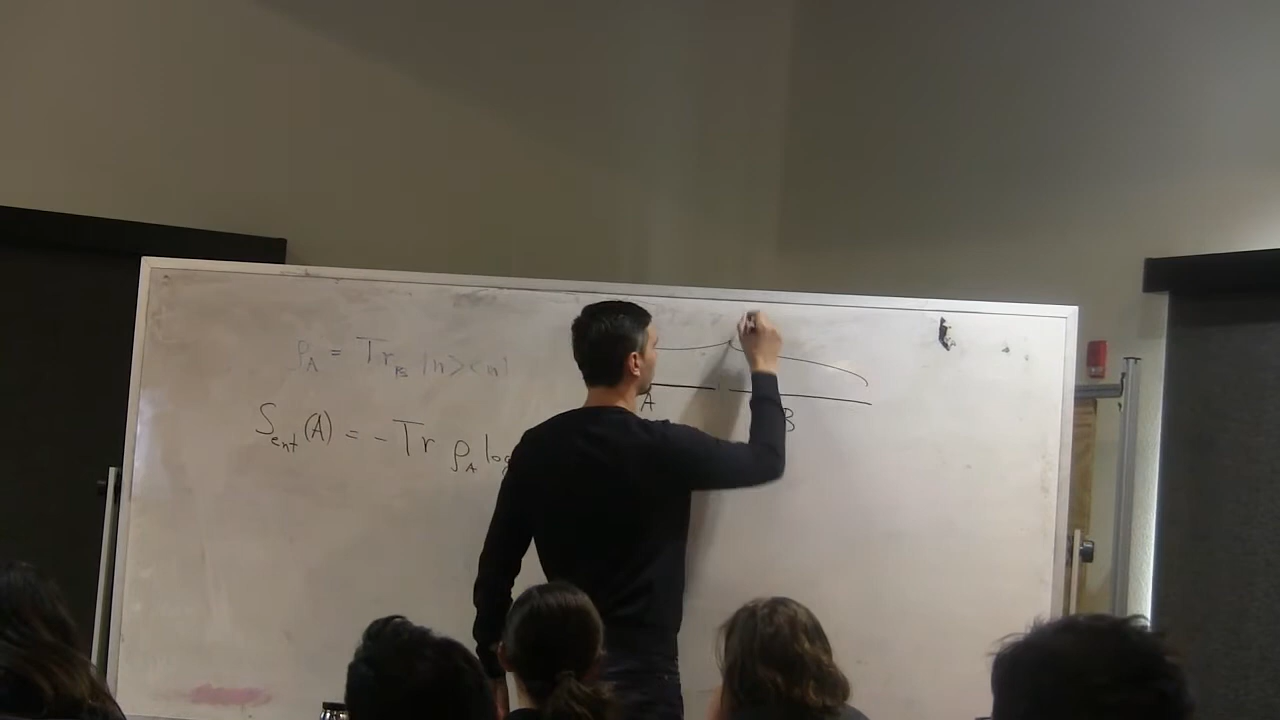 ρ_A = Tr_B |n><n|
S_ent(A) = -Tr ρ_A log
A
B